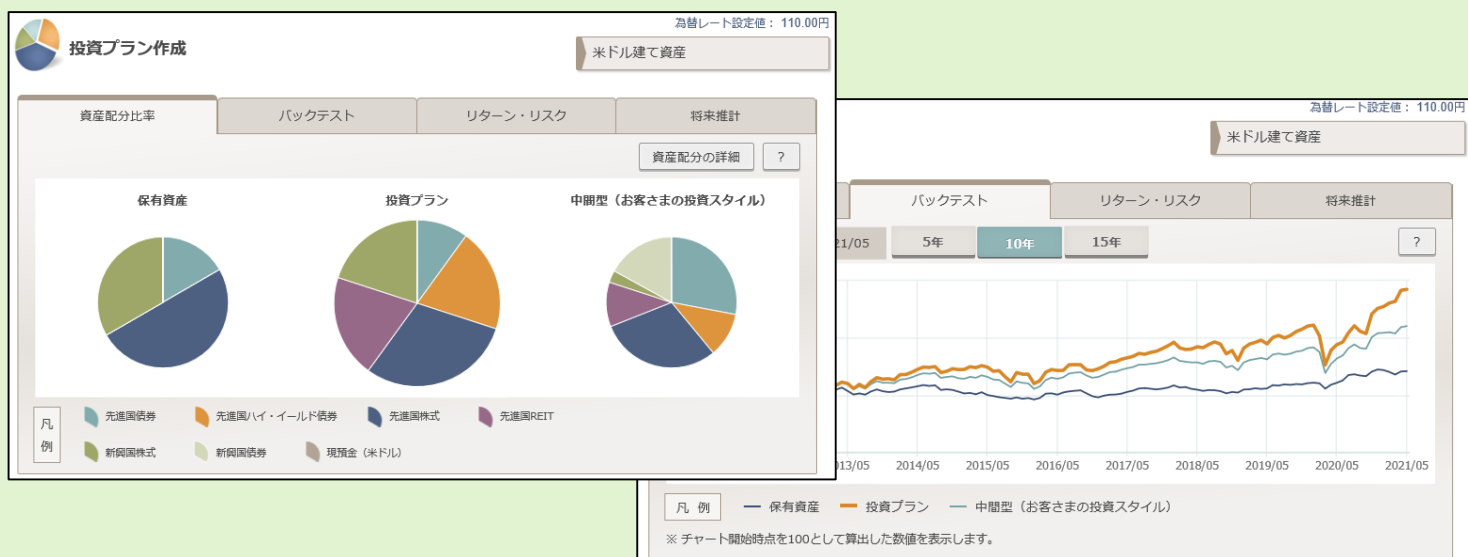 為替レート設定値： 110.00円
投資プラン作成
米ドル建て資産
資産配分比率
バックテスト
リターン・リスク
将来推計
資産配分の詳細
?
保有資産
投資プラン
中間型（お客さまの投資スタイル）
凡例
先進国債券
先進国ハイ・イールド債券
先進国株式
先進国REIT
新興国株式
新興国債券
現預金（米ドル）
為替レート設定値： 110.00円
米ドル建て資産
バックテスト
リターン・リスク
将来推計
21/05
5年
10年
15年
?
13/05
2014/05
2015/05
2016/05
2017/05
2018/05
2019/05
2020/05
2021/05
凡 例
保有資産
投資プラン
中間型（お客さまの投資スタイル）
※ チャート開始時点を100として算出した数値を表示します。